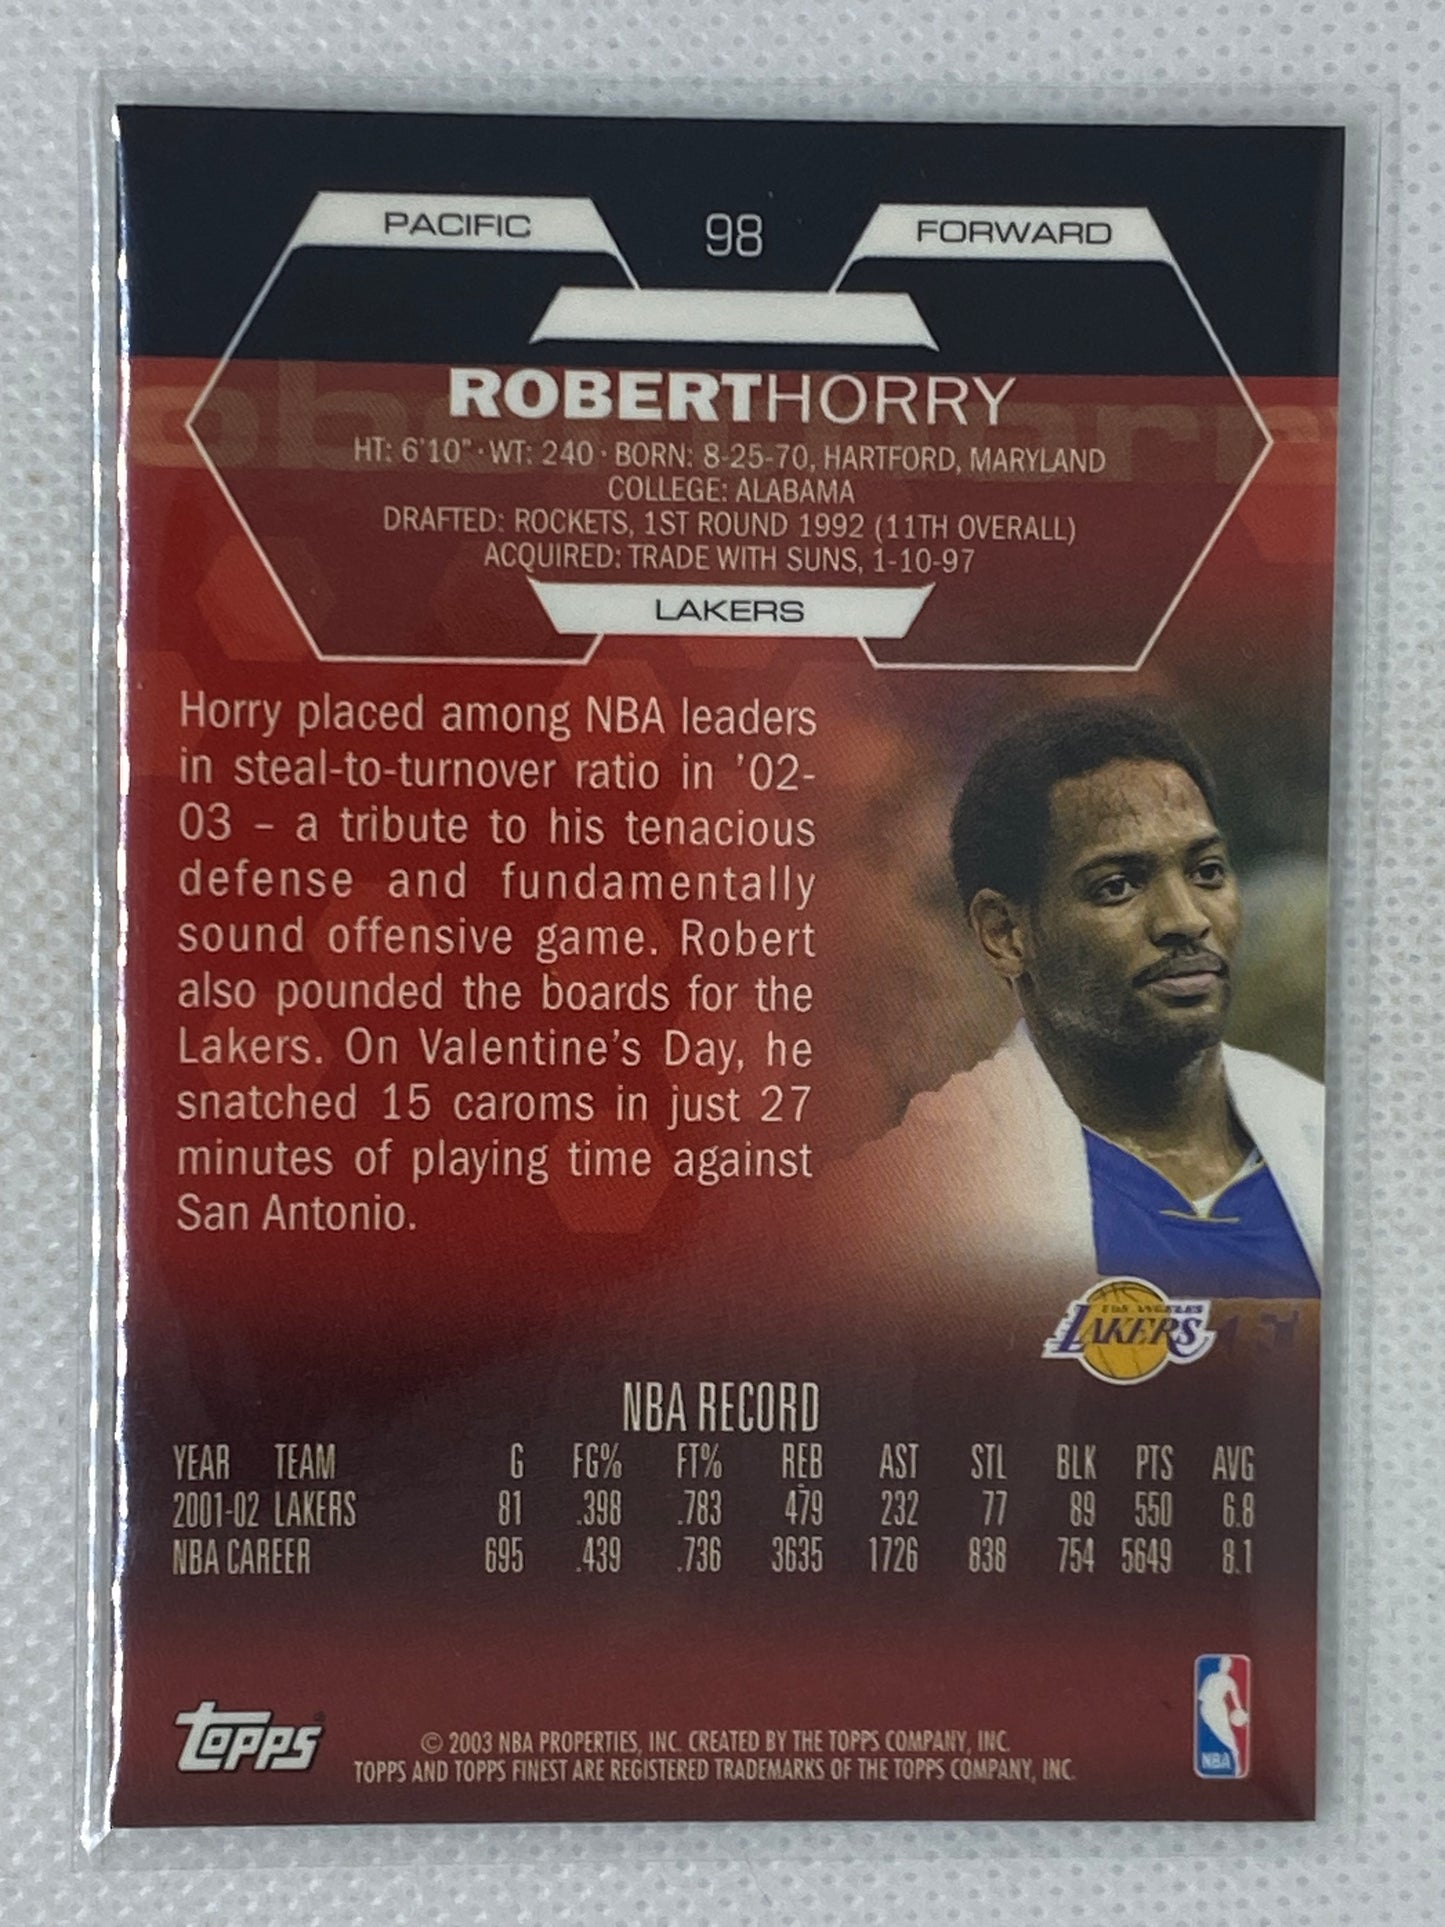 PACIFIC 98 FORWARD
ROBERTHORRY
HT: 6'10" · WT: 240 · BORN: 8-25-70, HARTFORD, MARYLAND
COLLEGE: ALABAMA
DRAFTED: ROCKETS, 1ST ROUND 1992 (11TH OVERALL)
ACQUIRED: TRADE WITH SUNS, 1-10-97
LAKERS
Horry placed among NBA leaders
in steal-to-turnover ratio in '02-
03 – a tribute to his tenacious
defense and fundamentally
sound offensive game. Robert
also pounded the boards for the
Lakers. On Valentine's Day, he
snatched 15 caroms in just 27
minutes of playing time against
San Antonio.
LOS ANGELES
LAKERS
NBA RECORD
YEAR TEAM G FG% FT% REB AST STL BLK PTS AVG
2001-02 LAKERS 81 .398 .783 479 232 77 89 550 6.8
NBA CAREER 695 .439 .736 3635 1726 838 754 5649 8.1
topps®
© 2003 NBA PROPERTIES, INC. CREATED BY THE TOPPS COMPANY, INC.
TOPPS AND TOPPS FINEST ARE REGISTERED TRADEMARKS OF THE TOPPS COMPANY, INC.
NBA